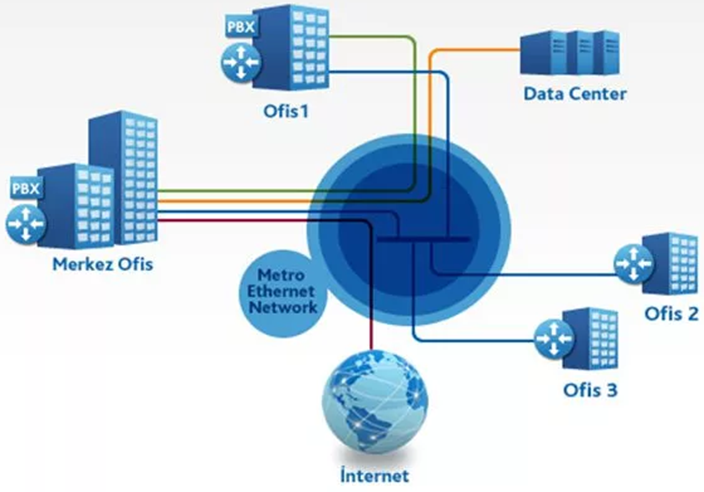 PBX
Ofis1
Data Center
PBX
Merkez Ofis
Metro
Ethernet
Network
Ofis 2
Ofis 3
İnternet